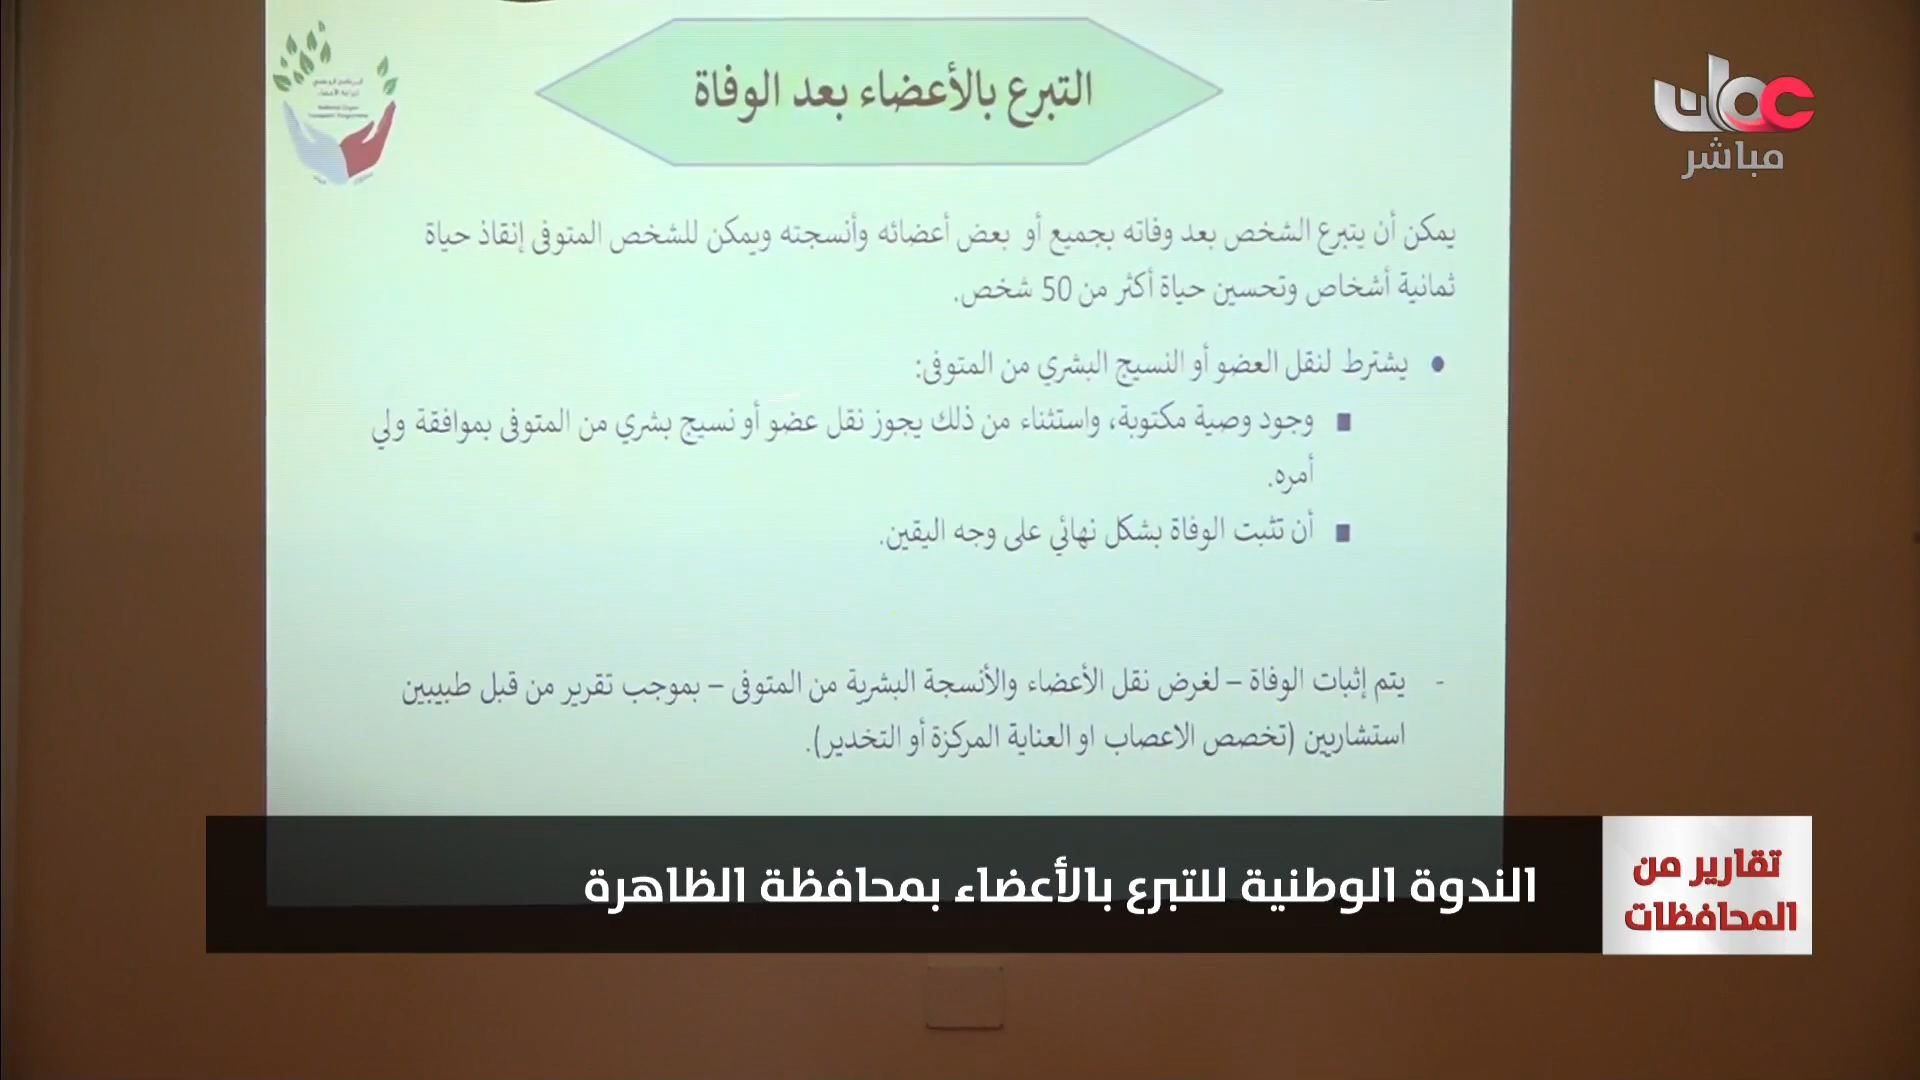 التبرع بالأعضاء بعد الوفاة
عمان
مباشر
يمكن أن يتبرع الشخص بعد وفاته بجميع أو بعض أعضائه وأنسجته ويمكن للشخص المتوفى إنقاذ حياة
ثمانية أشخاص وتحسين حياة أكثر من 50 شخص.
● يشترط لنقل العضو أو النسيج البشري من المتوفى:
■ وجود وصية مكتوبة، واستثناء من ذلك يجوز نقل عضو أو نسيج بشري من المتوفى بموافقة ولي
أمره.
■ أن تثبت الوفاة بشكل نهائي على وجه اليقين.
- يتم إثبات الوفاة – لغرض نقل الأعضاء والأنسجة البشرية من المتوفى – بموجب تقرير من قبل طبيبين
استشاريين (تخصص الاعصاب او العناية المركزة أو التخدير).
تقارير من
المحافظات
الندوة الوطنية للتبرع بالأعضاء بمحافظة الظاهرة